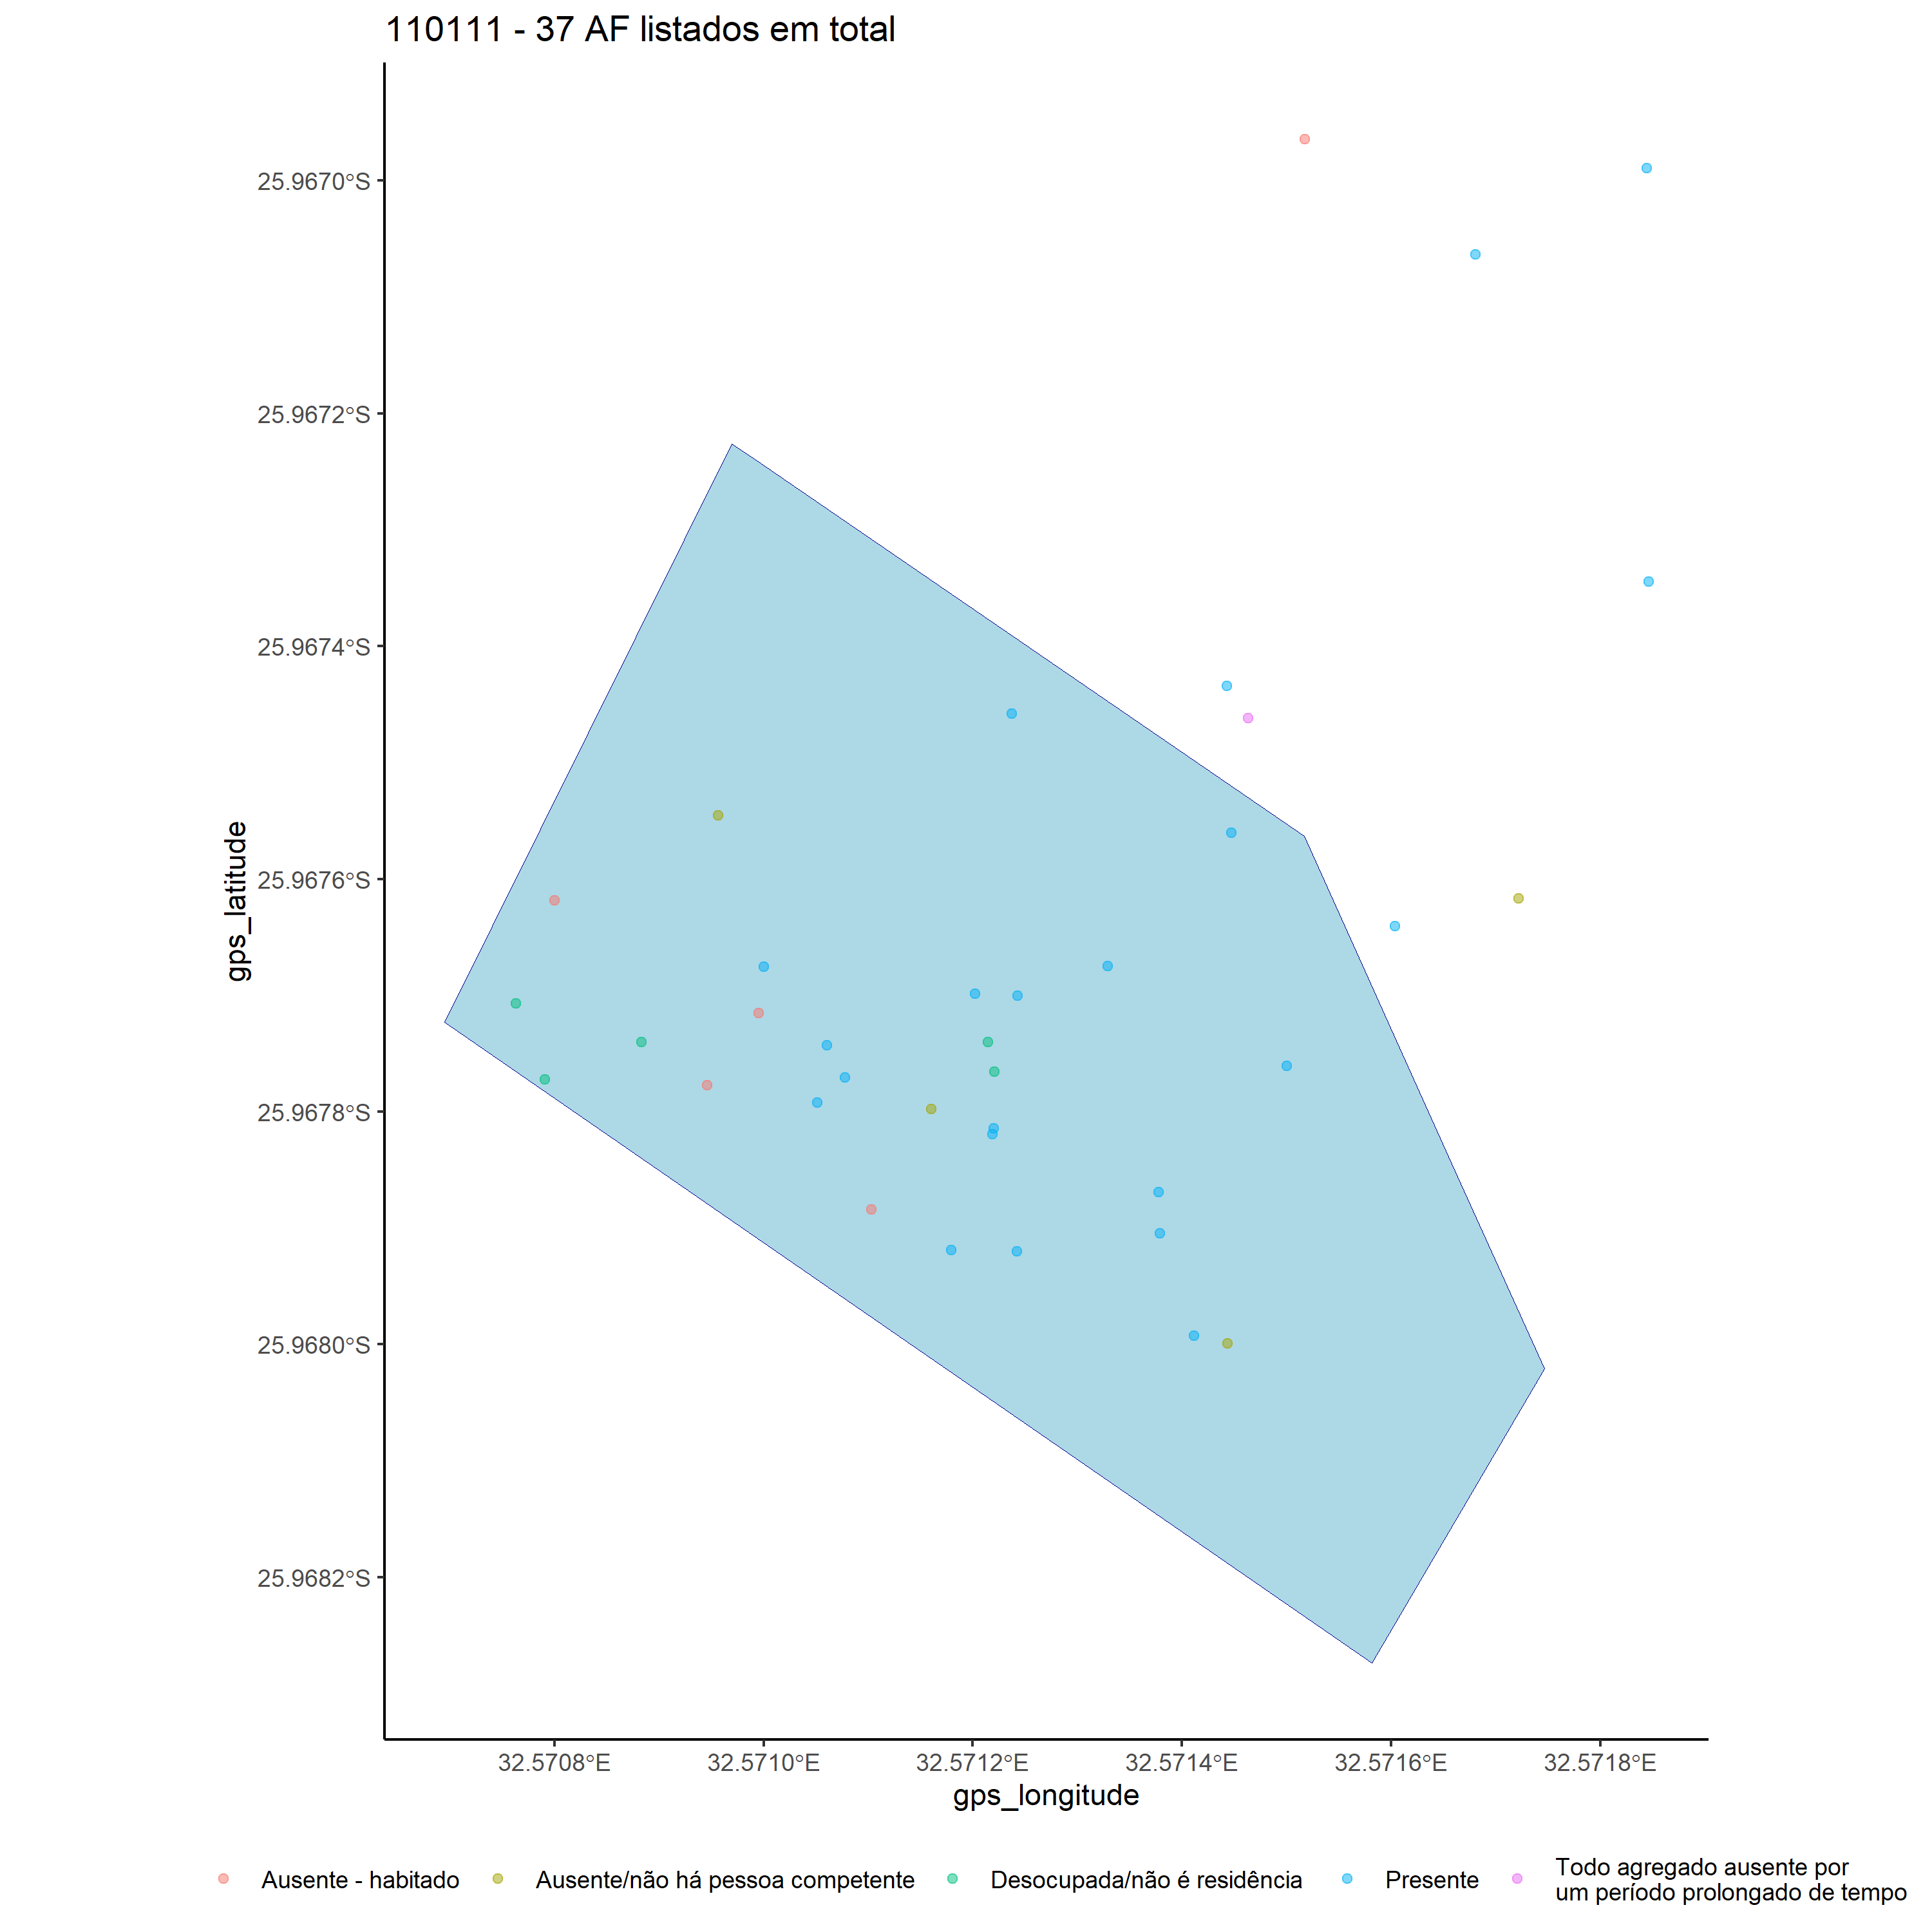 110111 - 37 AF listados em total
25.9670°S
25.9672°S
25.9674°S
25.9676°S
25.9678°S
25.9680°S
25.9682°S
gps_latitude
32.5708°E
32.5710°E
32.5712°E
32.5714°E
32.5716°E
32.5718°E
gps_longitude
Ausente - habitado
Ausente/não há pessoa competente
Desocupada/não é residência
Presente
Todo agregado ausente por
um período prolongado de tempo